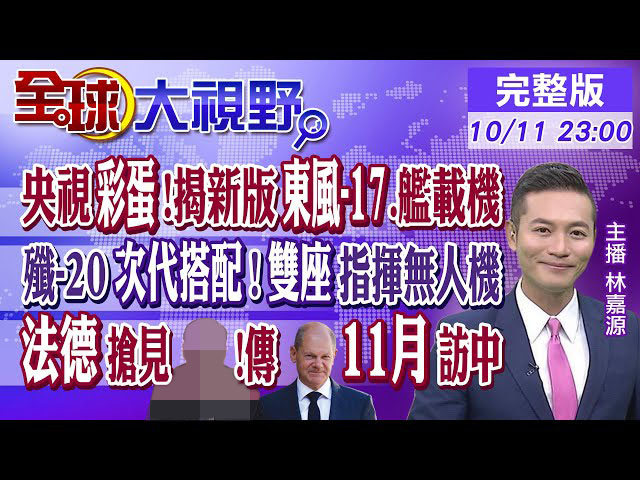 全球大視野
完整版
10/11 23:00
央視 彩蛋!揭新版 東風-17.艦載機
殲-20 次代搭配! 雙座 指揮無人機
法德 搶見 !傳 11月 訪中
主播 林嘉源